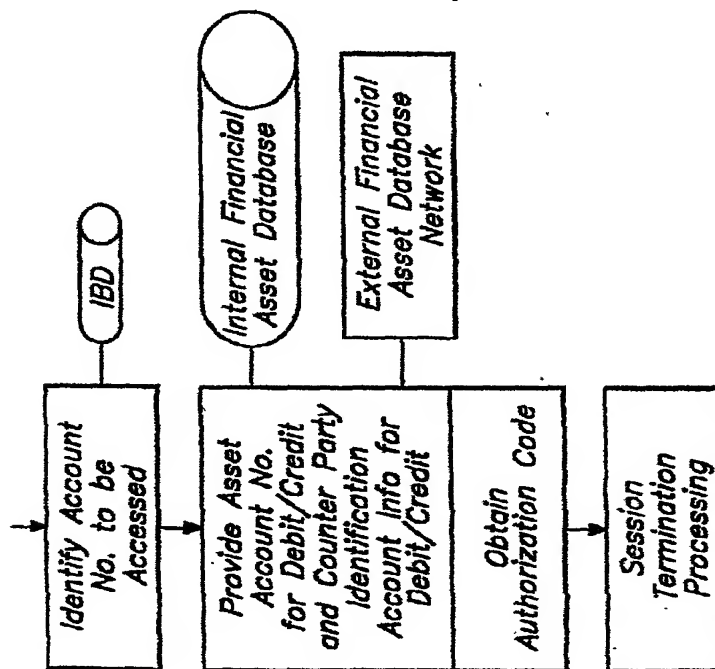 Identify Account
No. to be
Accessed
IBD
Provide Asset
Account No.
for Debit/Credit
and Counter Party
Identification
Account Info for
Debit/Credit
Internal Financial
Asset Database
External Financial
Asset Database
Network
Obtain
Authorization Code
Session
Termination
Processing